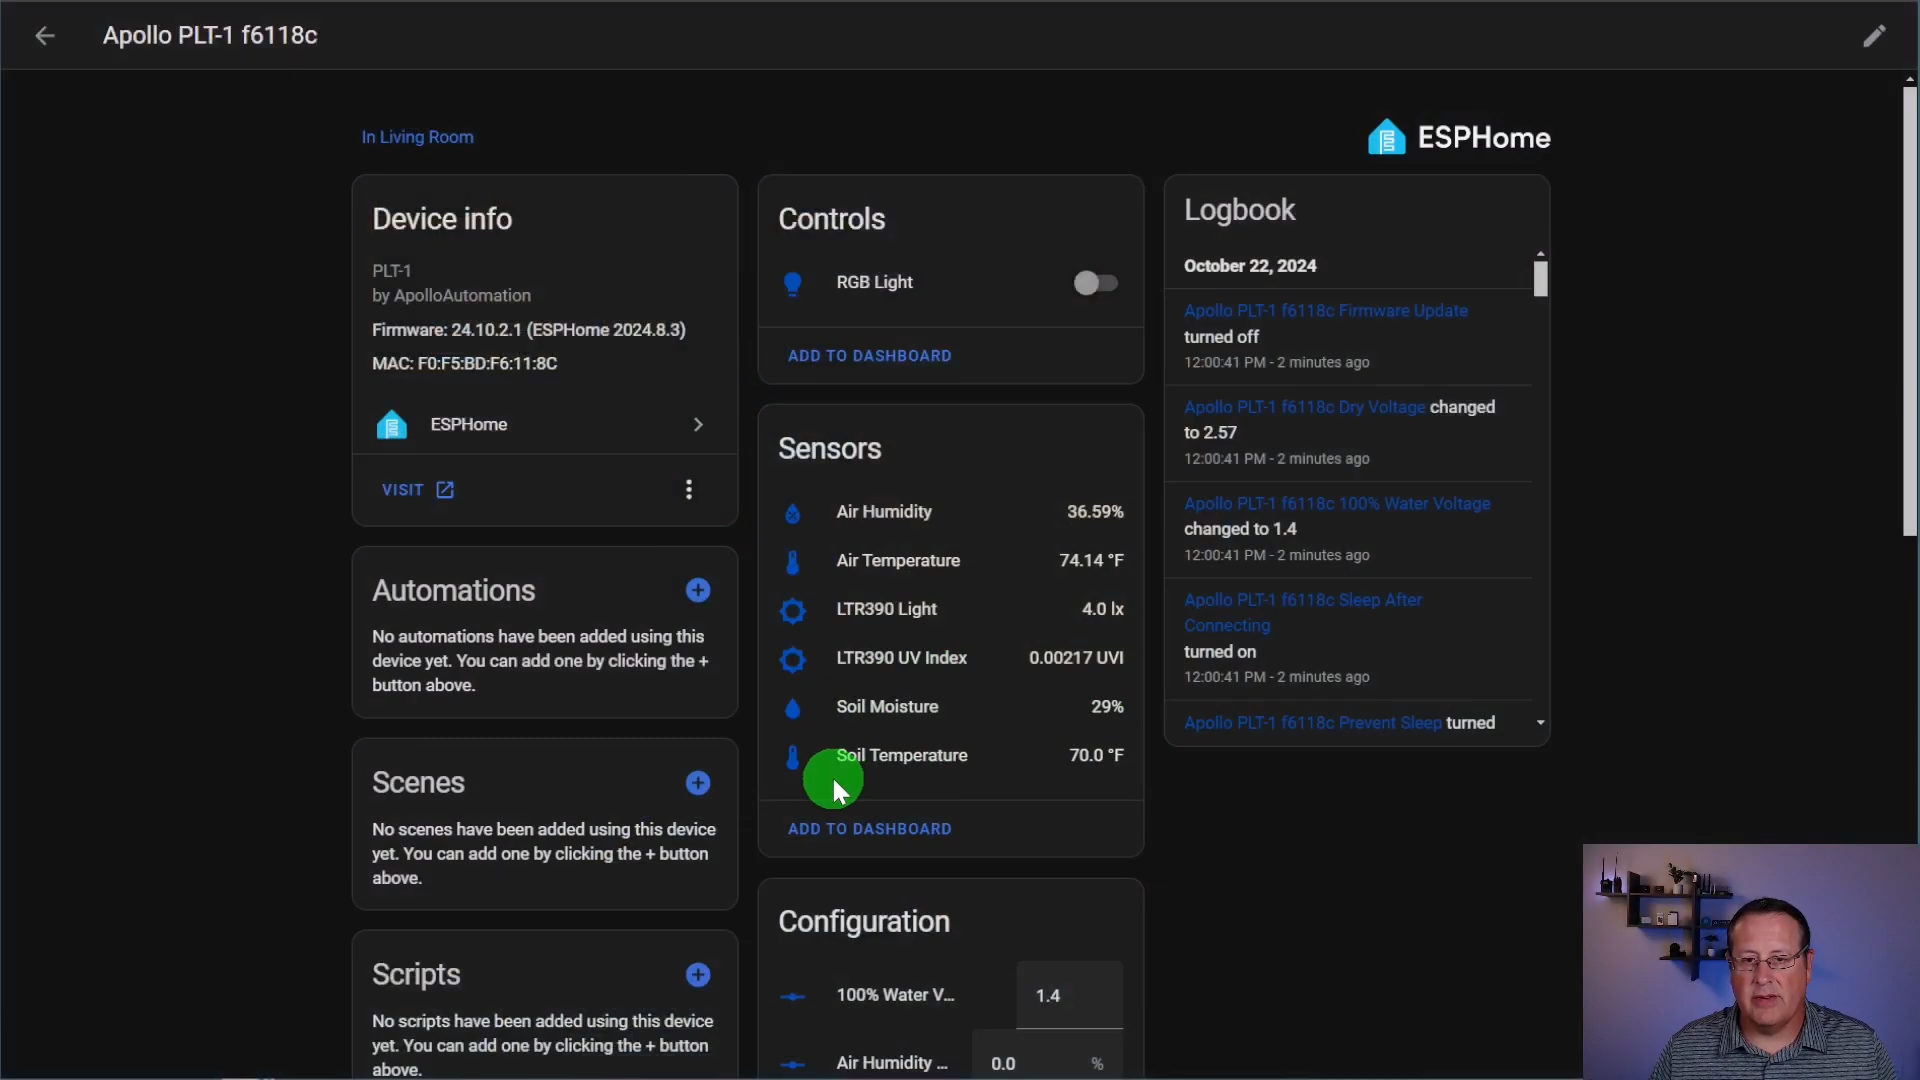 Apollo PLT-1 f6118c
In Living Room
ESPHome
Device info
PLT-1
by ApolloAutomation
Firmware: 24.10.2.1 (ESPHome 2024.8.3)
MAC: F0:F5:BD:F6:11:8C
ESPHome
VISIT
Automations
No automations have been added using this
device yet. You can add one by clicking the +
button above.
Scenes
No scenes have been added using this device
yet. You can add one by clicking the + button
above.
Scripts
No scripts have been added using this device
yet. You can add one by clicking the + button
above.
Controls
RGB Light
ADD TO DASHBOARD
Sensors
Air Humidity 36.59%
Air Temperature 74.14 °F
LTR390 Light 4.0 lx
LTR390 UV Index 0.00217 UVI
Soil Moisture 29%
Soil Temperature 70.0 °F
ADD TO DASHBOARD
Configuration
100% Water V... 1.4
Air Humidity ... 0.0 %
Logbook
October 22, 2024
Apollo PLT-1 f6118c Firmware Update
turned off
12:00:41 PM - 2 minutes ago
Apollo PLT-1 f6118c Dry Voltage changed
to 2.57
12:00:41 PM - 2 minutes ago
Apollo PLT-1 f6118c 100% Water Voltage
changed to 1.4
12:00:41 PM - 2 minutes ago
Apollo PLT-1 f6118c Sleep After
Connecting
turned on
12:00:41 PM - 2 minutes ago
Apollo PLT-1 f6118c Prevent Sleep turned